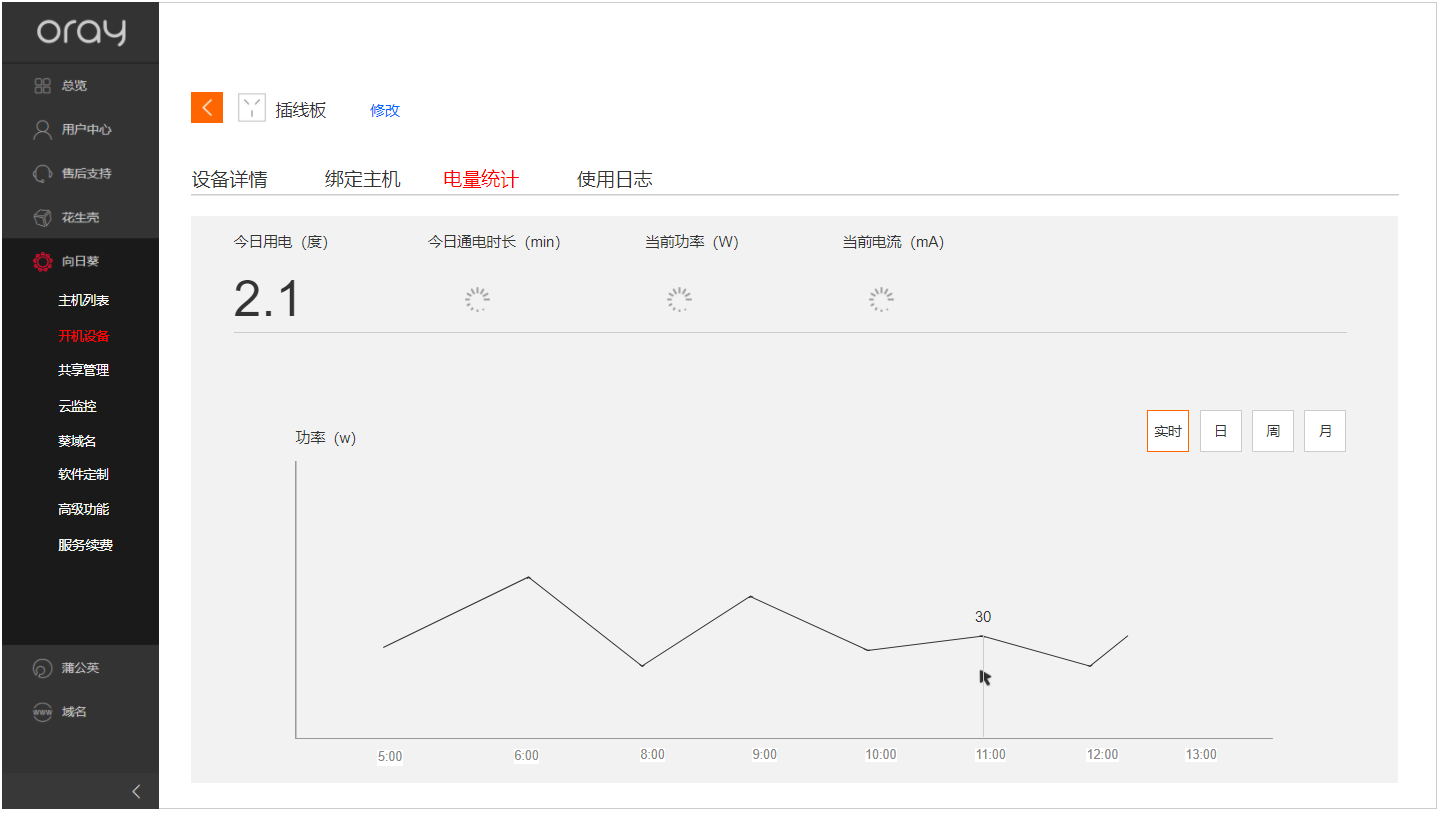 oray
总览
用户中心
售后支持
花生壳
向日葵
主机列表
开机设备
共享管理
云监控
葵域名
软件定制
高级功能
服务续费
蒲公英
www 域名
插线板 修改
设备详情 绑定主机 电量统计 使用日志
今日用电（度） 今日通电时长（min） 当前功率（W） 当前电流（mA）
2.1
实时 日 周 月
功率（w）
30
5:00 6:00 8:00 9:00 10:00 11:00 12:00 13:00